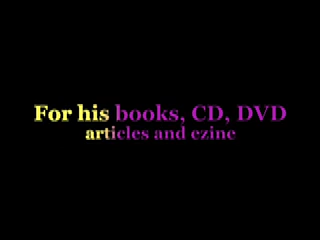 For his books, CD, DVD
articles and ezine